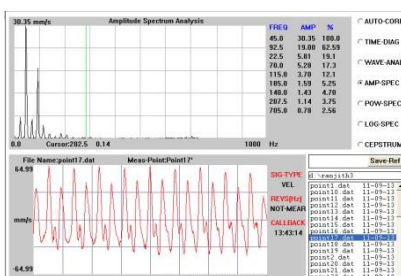 30.35 mm/s Amplitude Spectrum Analysis
FREQ AMP %
45.0 30.35 100.0
92.5 19.00 62.59
22.5 5.81 19.1
70.0 5.28 17.3
115.0 3.70 12.1
185.0 1.59 5.25
140.0 1.43 4.70
207.5 1.14 3.75
705.0 0.78 2.56
0.0 Cursor:282.5 0.14 1000 Hz
AUTO-CORR
TIME-DIAG
WAVE-ANAL
AMP-SPEC
POW-SPEC
LOG-SPEC
CEPSTRUM
File Name:point17.dat Meas-Point:Point17'
64.99
mm/s
-64.99
SIG-TYPE
VEL
REVS(Hz)
NOT-MEAR
CALLBACK
13:43:14
Save-Ref
d:\ranjith3
point1.dat 11-09-13
point10.dat 11-09-13
point11.dat 11-09-13
point12.dat 11-09-13
point13.dat 11-09-13
point14.dat 11-09-13
point15.dat 11-09-13
point16.dat 11-09-13
point17.dat 11-09-13
point18.dat 11-09-13
point19.dat 11-09-13
point2.dat 11-09-13
point20.dat 11-09-13
point21.dat 11-09-13